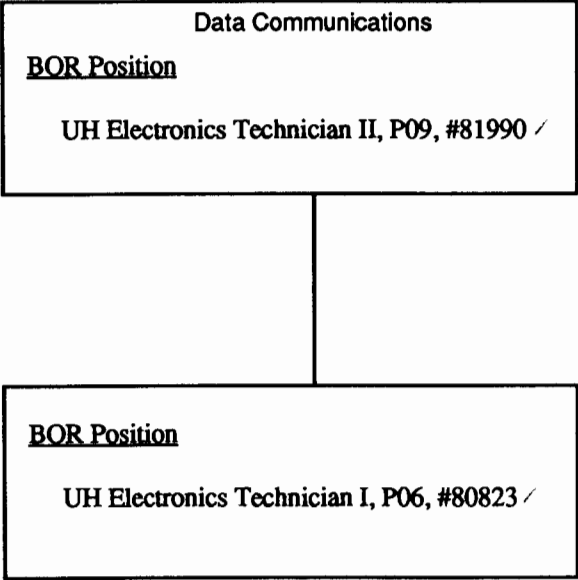 Data Communications
BOR Position
UH Electronics Technician II, P09, #81990
BOR Position
UH Electronics Technician I, P06, #80823